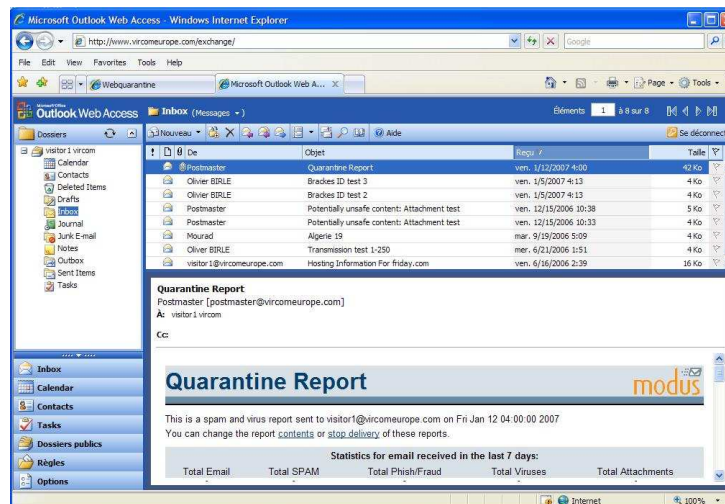 Microsoft Outlook Web Access - Windows Internet Explorer
http://www.vircomeurope.com/exchange/
Google
File Edit View Favorites Tools Help
Webquarantine
Microsoft Outlook Web A... X
Page
Tools
Microsoft Office
Outlook Web Access
Inbox (Messages)
Éléments 1 à 8 sur 8
Dossiers
Nouveau
Aide
Se déconnect
! De Objet Reçu Taille
visitor1 vircom
Calendar
Contacts
Deleted Items
Drafts
Inbox
Journal
Junk E-mail
Notes
Outbox
Sent Items
Tasks
Postmaster Quarantine Report ven. 1/12/2007 4:00 42 Ko
Olivier BIRLE Brackes ID test 3 ven. 1/5/2007 4:13 4 Ko
Olivier BIRLE Brackes ID test 2 ven. 1/5/2007 4:13 4 Ko
Postmaster Potentially unsafe content: Attachment test ven. 12/15/2006 10:38 5 Ko
Postmaster Potentially unsafe content: Attachment test ven. 12/15/2006 10:33 4 Ko
Mourad Algerie 19 mar. 9/19/2006 5:09 4 Ko
Oliver BIRLE Transmission test 1-250 mer. 6/21/2006 1:51 4 Ko
visitor1@vircomeurope.com Hosting Information For friday.com ven. 6/16/2006 2:39 16 Ko
Quarantine Report
Postmaster [postmaster@vircomeurope.com]
À: visitor1 vircom
Cc:
Inbox
Calendar
Contacts
Tasks
Dossiers publics
Règles
Options
Quarantine Report
modus
This is a spam and virus report sent to visitor1@vircomeurope.com on Fri Jan 12 04:00:00 2007
You can change the report contents or stop delivery of these reports.
Statistics for email received in the last 7 days:
Total Email Total SPAM Total Phish/Fraud Total Viruses Total Attachments
- - - - -
Internet
100%